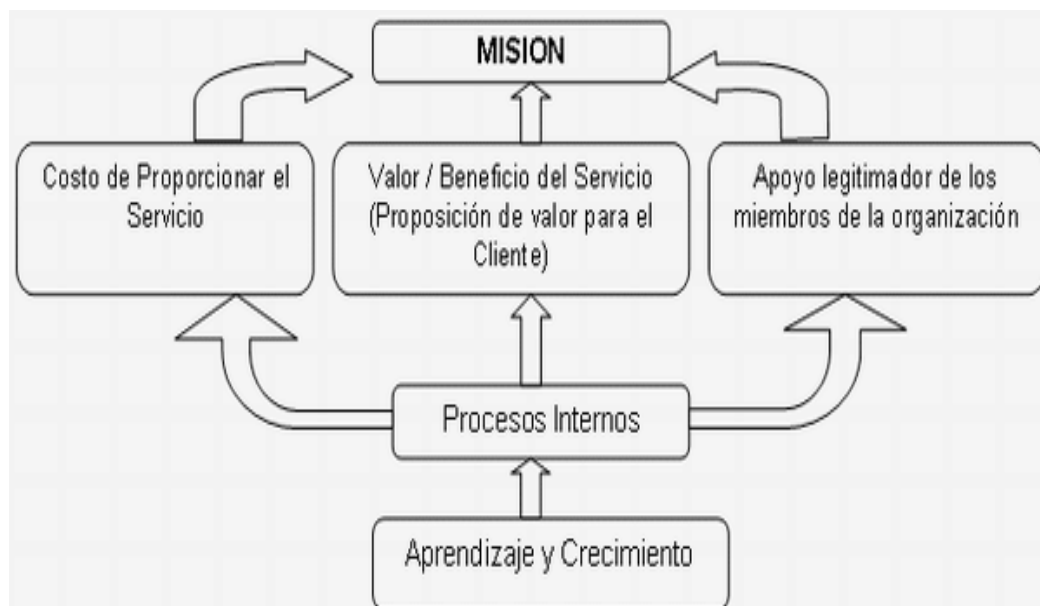 MISION
Costo de Proporcionar el
Servicio
Valor / Beneficio del Servicio
(Proposición de valor para el
Cliente)
Apoyo legitimador de los
miembros de la organización
Procesos Internos
Aprendizaje y Crecimiento